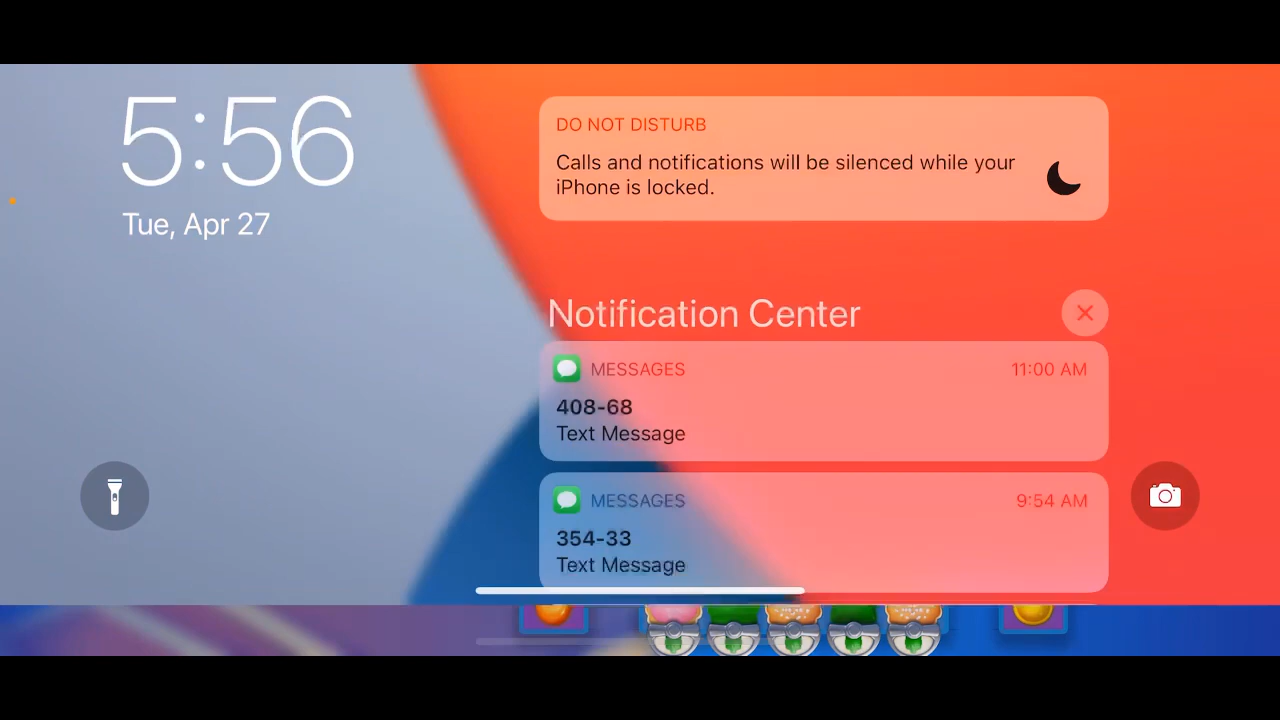 5:56
Tue, Apr 27
DO NOT DISTURB
Calls and notifications will be silenced while your
iPhone is locked.
Notification Center
MESSAGES
11:00 AM
408-68
Text Message
MESSAGES
9:54 AM
354-33
Text Message